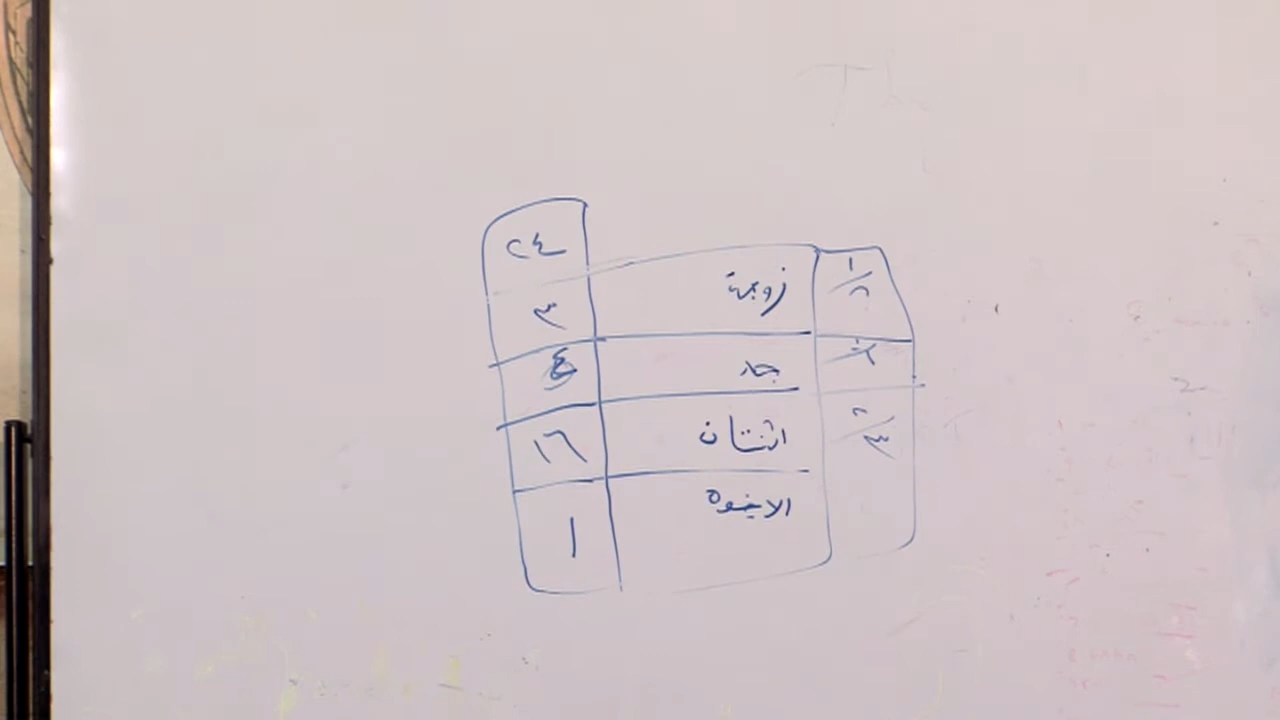 ٢٤
١/٨ زوجة ٣
١/٦ جد ٤
٢/٣ اثنتان ١٦
الاخوه ١